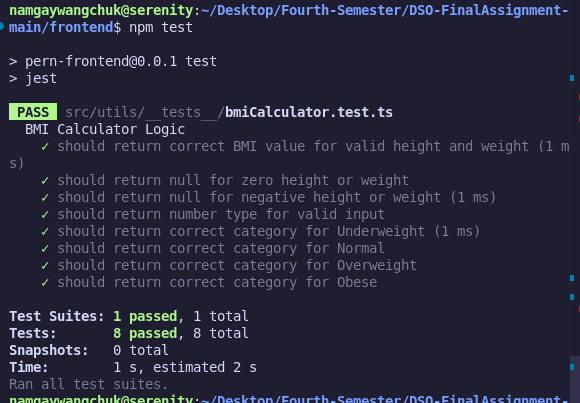 namgaywangchuk@serenity:~/Desktop/Fourth-Semester/DSO-FinalAssignment-
main/frontend$ npm test
> pern-frontend@0.0.1 test
> jest
PASS src/utils/__tests__/bmiCalculator.test.ts
BMI Calculator Logic
✓ should return correct BMI value for valid height and weight (1 m
s)
✓ should return null for zero height or weight
✓ should return null for negative height or weight (1 ms)
✓ should return number type for valid input
✓ should return correct category for Underweight (1 ms)
✓ should return correct category for Normal
✓ should return correct category for Overweight
✓ should return correct category for Obese
Test Suites: 1 passed, 1 total
Tests:       8 passed, 8 total
Snapshots:   0 total
Time:        1 s, estimated 2 s
Ran all test suites.
namgaywangchuk@serenity:~/Desktop/Fourth-Semester/DSO-FinalAssignment-